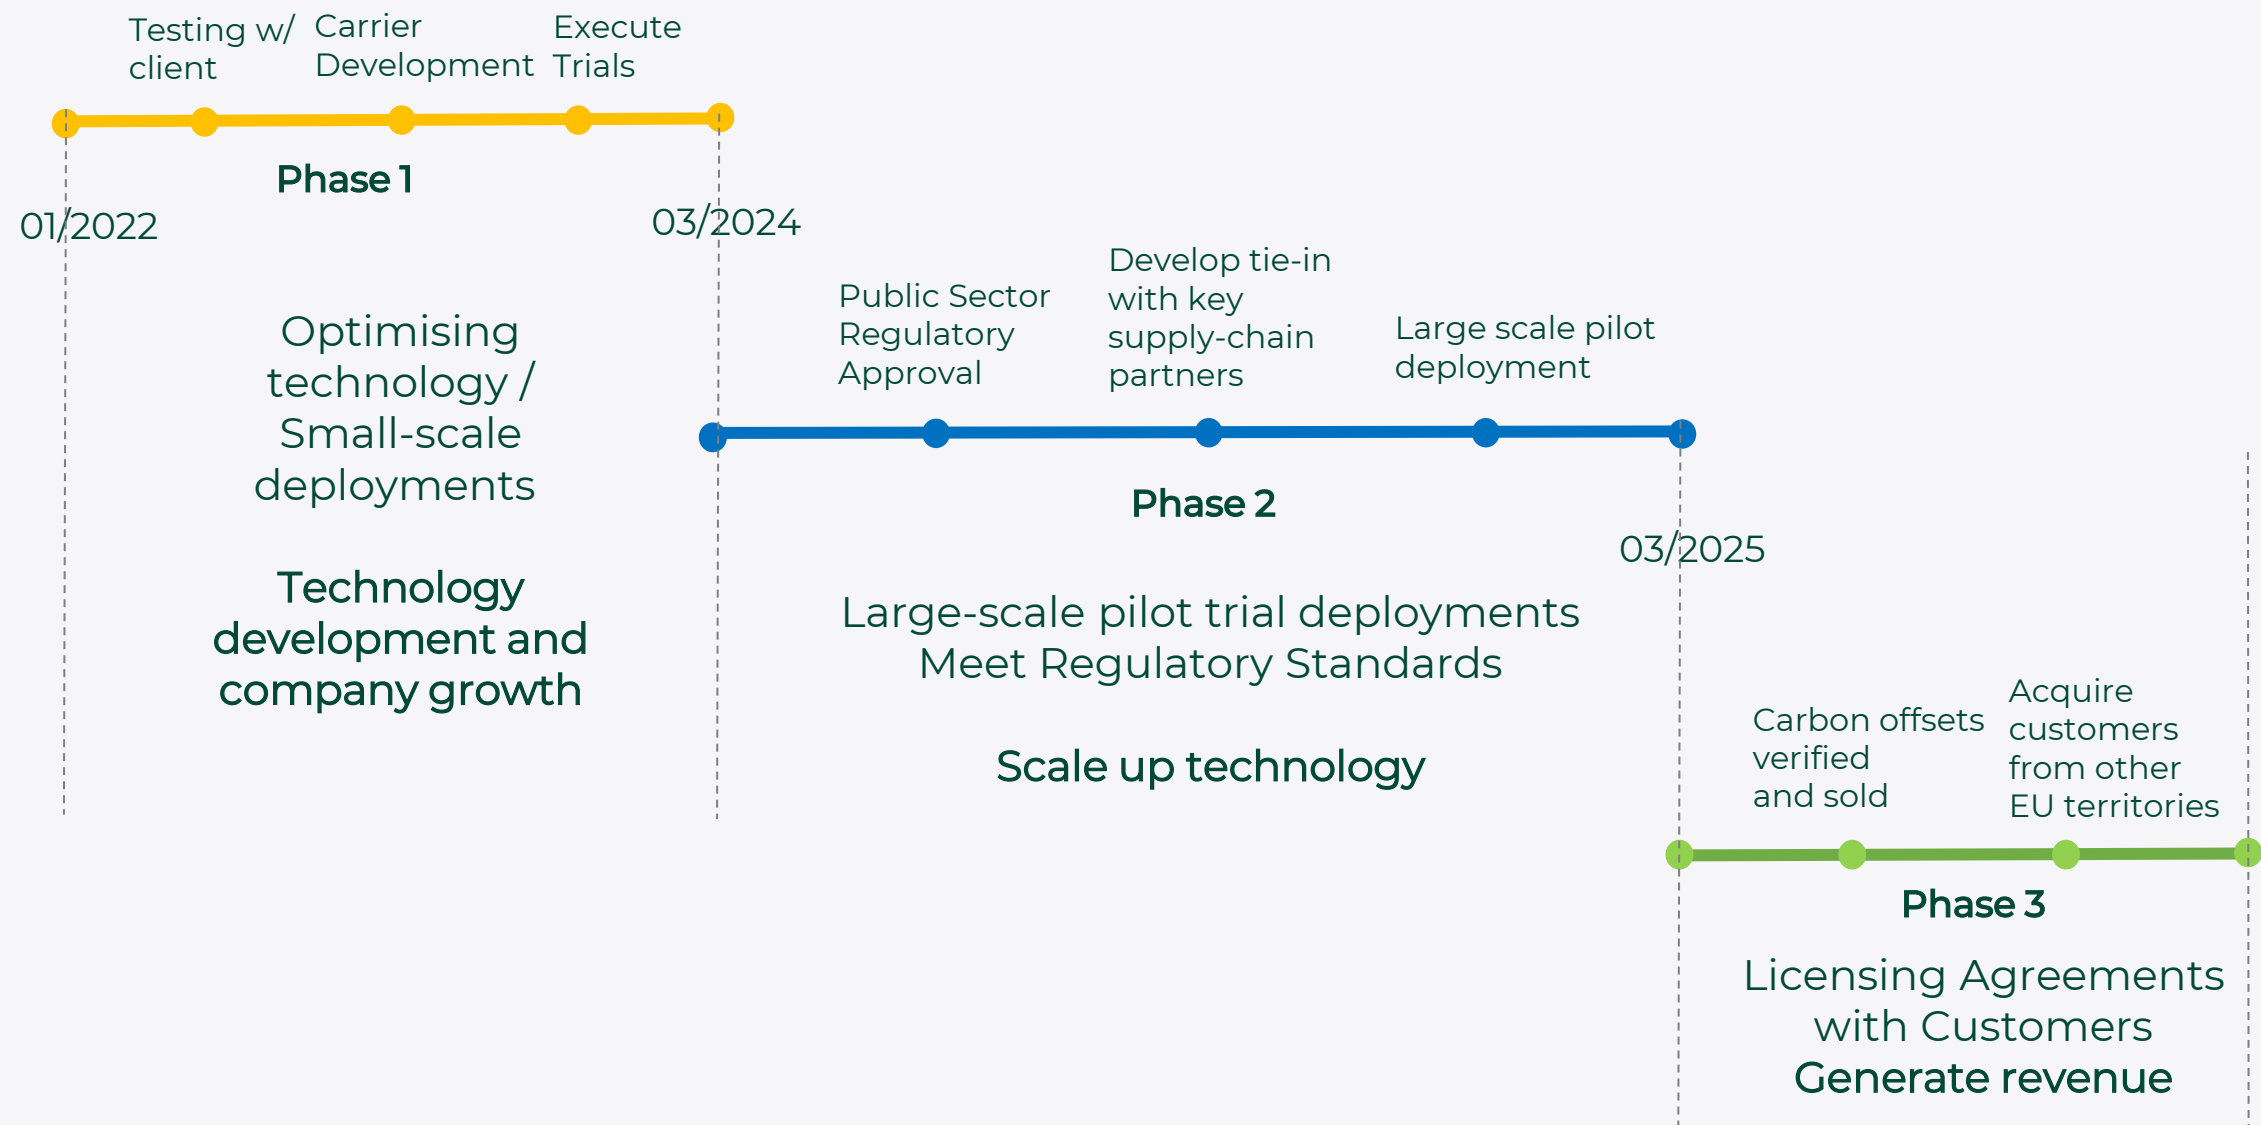 Testing w/
client
Carrier
Development
Execute
Trials
Phase 1
01/2022
03/2024
Optimising
technology /
Small-scale
deployments
Technology
development and
company growth
Public Sector
Regulatory
Approval
Develop tie-in
with key
supply-chain
partners
Large scale pilot
deployment
Phase 2
03/2025
Large-scale pilot trial deployments
Meet Regulatory Standards
Scale up technology
Carbon offsets
verified
and sold
Acquire
customers
from other
EU territories
Phase 3
Licensing Agreements
with Customers
Generate revenue